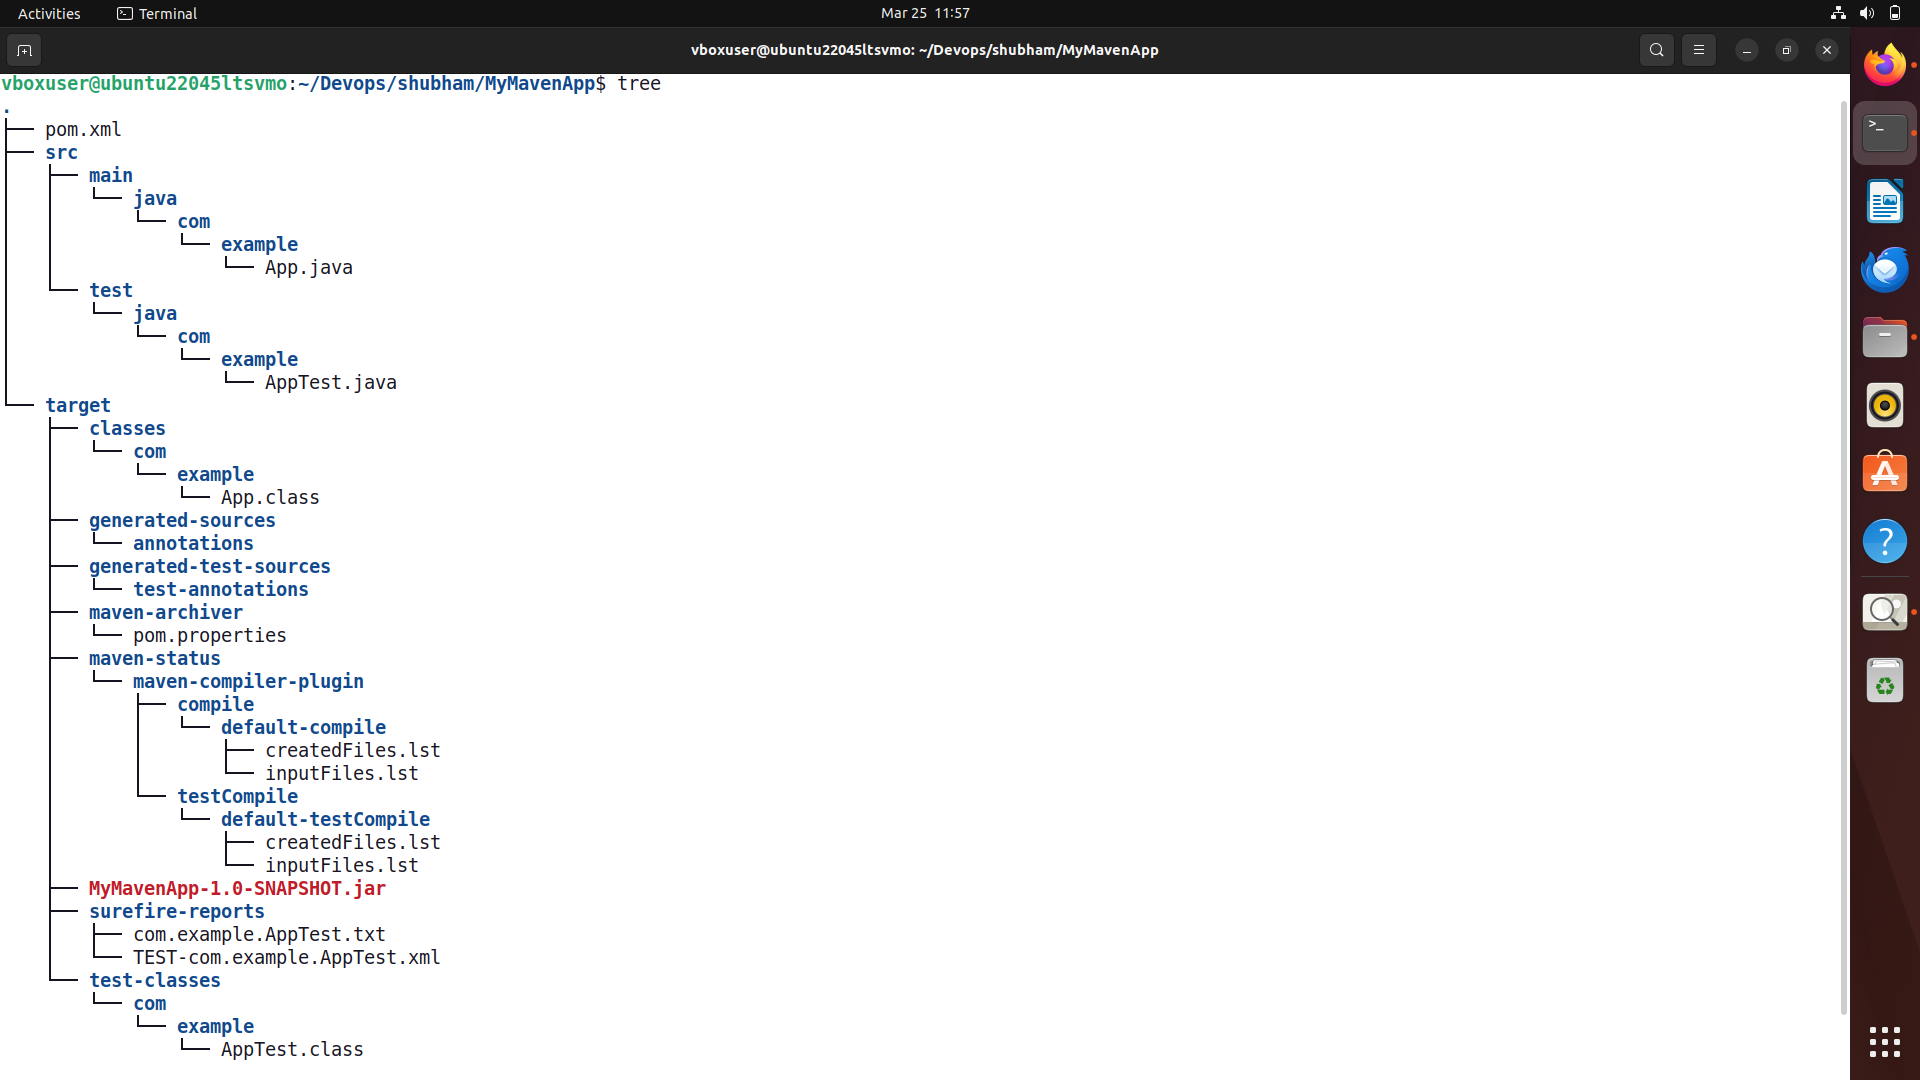 Activities
Terminal
Mar 25 11:57
vboxuser@ubuntu22045ltsvmo: ~/Devops/shubham/MyMavenApp
vboxuser@ubuntu22045ltsvmo:~/Devops/shubham/MyMavenApp$ tree
.
├── pom.xml
├── src
│   ├── main
│   │   └── java
│   │       └── com
│   │           └── example
│   │               └── App.java
│   └── test
│       └── java
│           └── com
│               └── example
│                   └── AppTest.java
└── target
    ├── classes
    │   └── com
    │       └── example
    │           └── App.class
    ├── generated-sources
    │   └── annotations
    ├── generated-test-sources
    │   └── test-annotations
    ├── maven-archiver
    │   └── pom.properties
    ├── maven-status
    │   └── maven-compiler-plugin
    │       ├── compile
    │       │   └── default-compile
    │       │       ├── createdFiles.lst
    │       │       └── inputFiles.lst
    │       └── testCompile
    │           └── default-testCompile
    │               ├── createdFiles.lst
    │               └── inputFiles.lst
    ├── MyMavenApp-1.0-SNAPSHOT.jar
    ├── surefire-reports
    │   ├── com.example.AppTest.txt
    │   └── TEST-com.example.AppTest.xml
    └── test-classes
        └── com
            └── example
                └── AppTest.class